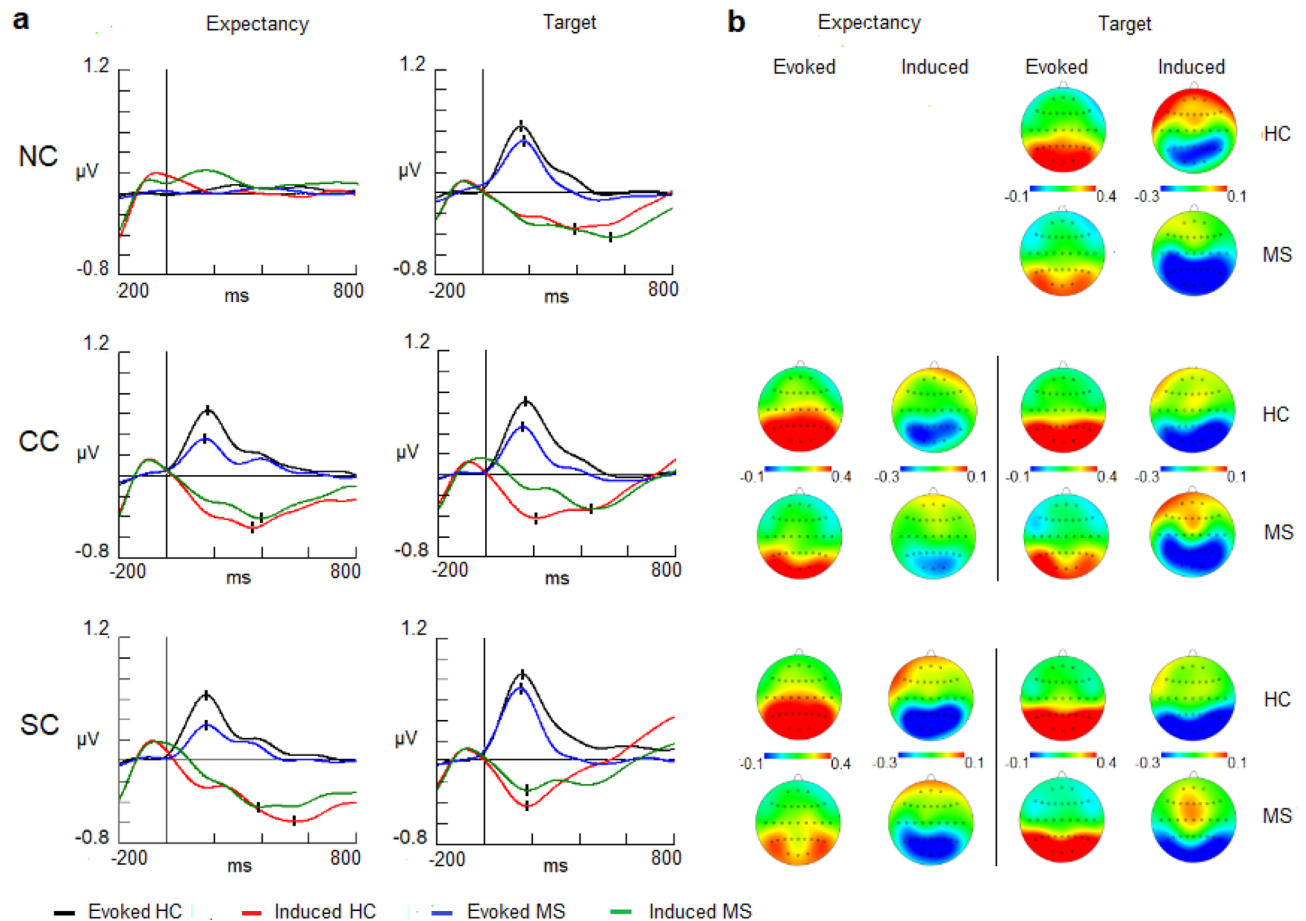 a
Expectancy
Target
b
Expectancy
Target
Evoked
Induced
Evoked
Induced
NC
1.2
µV
-0.8
-200
ms
800
1.2
µV
-0.8
-200
ms
800
HC
-0.1
0.4
-0.3
0.1
MS
CC
1.2
µV
-0.8
-200
ms
800
1.2
µV
-0.8
-200
ms
800
HC
-0.1
0.4
-0.3
0.1
-0.1
0.4
-0.3
0.1
MS
SC
1.2
µV
-0.8
-200
ms
800
1.2
µV
-0.8
-200
ms
800
HC
-0.1
0.4
-0.3
0.1
-0.1
0.4
-0.3
0.1
MS
Evoked HC
Induced HC
Evoked MS
Induced MS